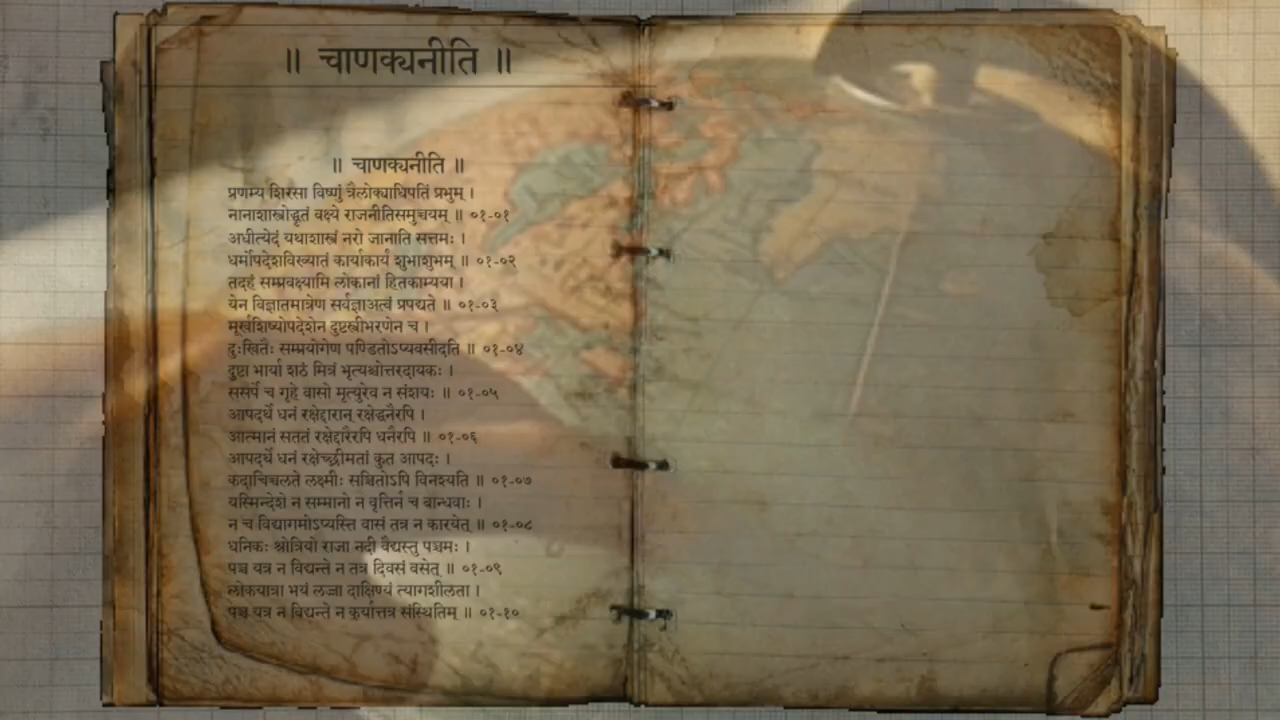 ॥ चाणक्यनीति ॥
॥ चाणक्यनीति ॥
प्रणम्य शिरसा विष्णुं त्रैलोक्याधिपतिं प्रभुम् ।
नानाशास्त्रोद्धृतं वक्ष्ये राजनीतिसमुच्चयम् ॥ ०१-०१
अधीत्येदं यथाशास्त्रं नरो जानाति सत्तमः ।
धर्मोपदेशविख्यातं कार्याकार्यं शुभाशुभम् ॥ ०१-०२
तदहं सम्प्रवक्ष्यामि लोकानां हितकाम्यया ।
येन विज्ञातमात्रेण सर्वज्ञाअत्वं प्रपद्यते ॥ ०१-०३
मूर्खशिष्योपदेशेन दुष्टस्त्रीभरणेन च ।
दुःखितैः सम्प्रयोगेण पण्डितोऽप्यवसीदति ॥ ०१-०४
दुष्टा भार्या शठं मित्रं भृत्यश्चोत्तरदायकः ।
ससर्पे च गृहे वासो मृत्युरेव न संशयः ॥ ०१-०५
आपदर्थे धनं रक्षेद्दारान् रक्षेद्धनैरपि ।
आत्मानं सततं रक्षेद्दारैरपि धनैरपि ॥ ०१-०६
आपदर्थे धनं रक्षेच्छ्रीमतां कुत आपदः ।
कदाचिच्चलते लक्ष्मीः सञ्चितोऽपि विनश्यति ॥ ०१-०७
यस्मिन्देशे न सम्मानो न वृत्तिर्न च बान्धवाः ।
न च विद्यागमोऽप्यस्ति वासं तत्र न कारयेत् ॥ ०१-०८
धनिकः श्रोत्रियो राजा नदी वैद्यस्तु पञ्चमः ।
पञ्च यत्र न विद्यन्ते न तत्र दिवसं वसेत् ॥ ०१-०९
लोकयात्रा भयं लज्जा दाक्षिण्यं त्यागशीलता ।
पञ्च यत्र न विद्यन्ते न कुर्यात्तत्र संस्थितिम् ॥ ०१-१०